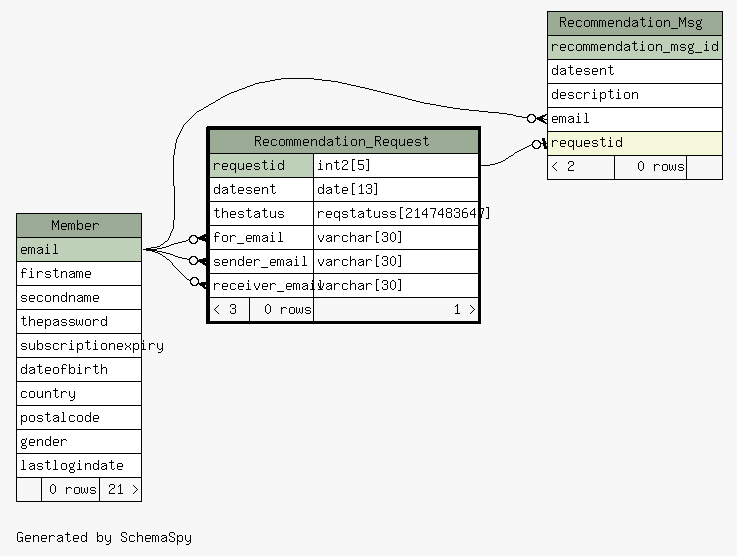 Recommendation_Msg
recommendation_msg_id
datesent
description
email
requestid
< 2 0 rows
Recommendation_Request
requestid int2[5]
datesent date[13]
thestatus reqstatuss[2147483647]
for_email varchar[30]
sender_email varchar[30]
receiver_email varchar[30]
< 3 0 rows 1 >
Member
email
firstname
secondname
thepassword
subscriptionexpiry
dateofbirth
country
postalcode
gender
lastlogindate
0 rows 21 >
Generated by SchemaSpy